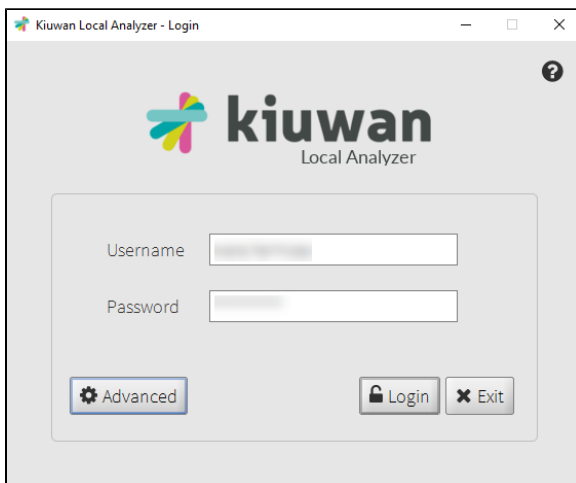 Kiuwan Local Analyzer - Login
kiuwan
Local Analyzer
Username
Password
Advanced
Login
Exit